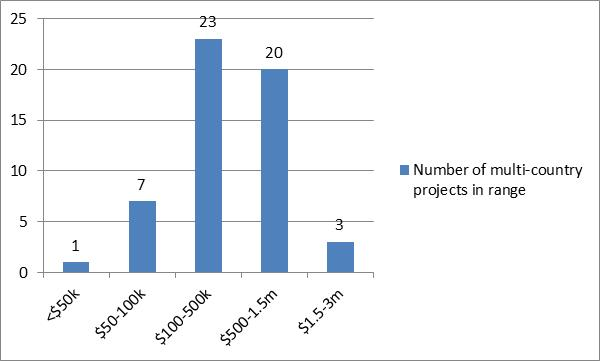 25
20
15
10
5
0
1
7
23
20
3
<$50k
$50-100k
$100-500k
$500-1.5m
$1.5-3m
Number of multi-country
projects in range